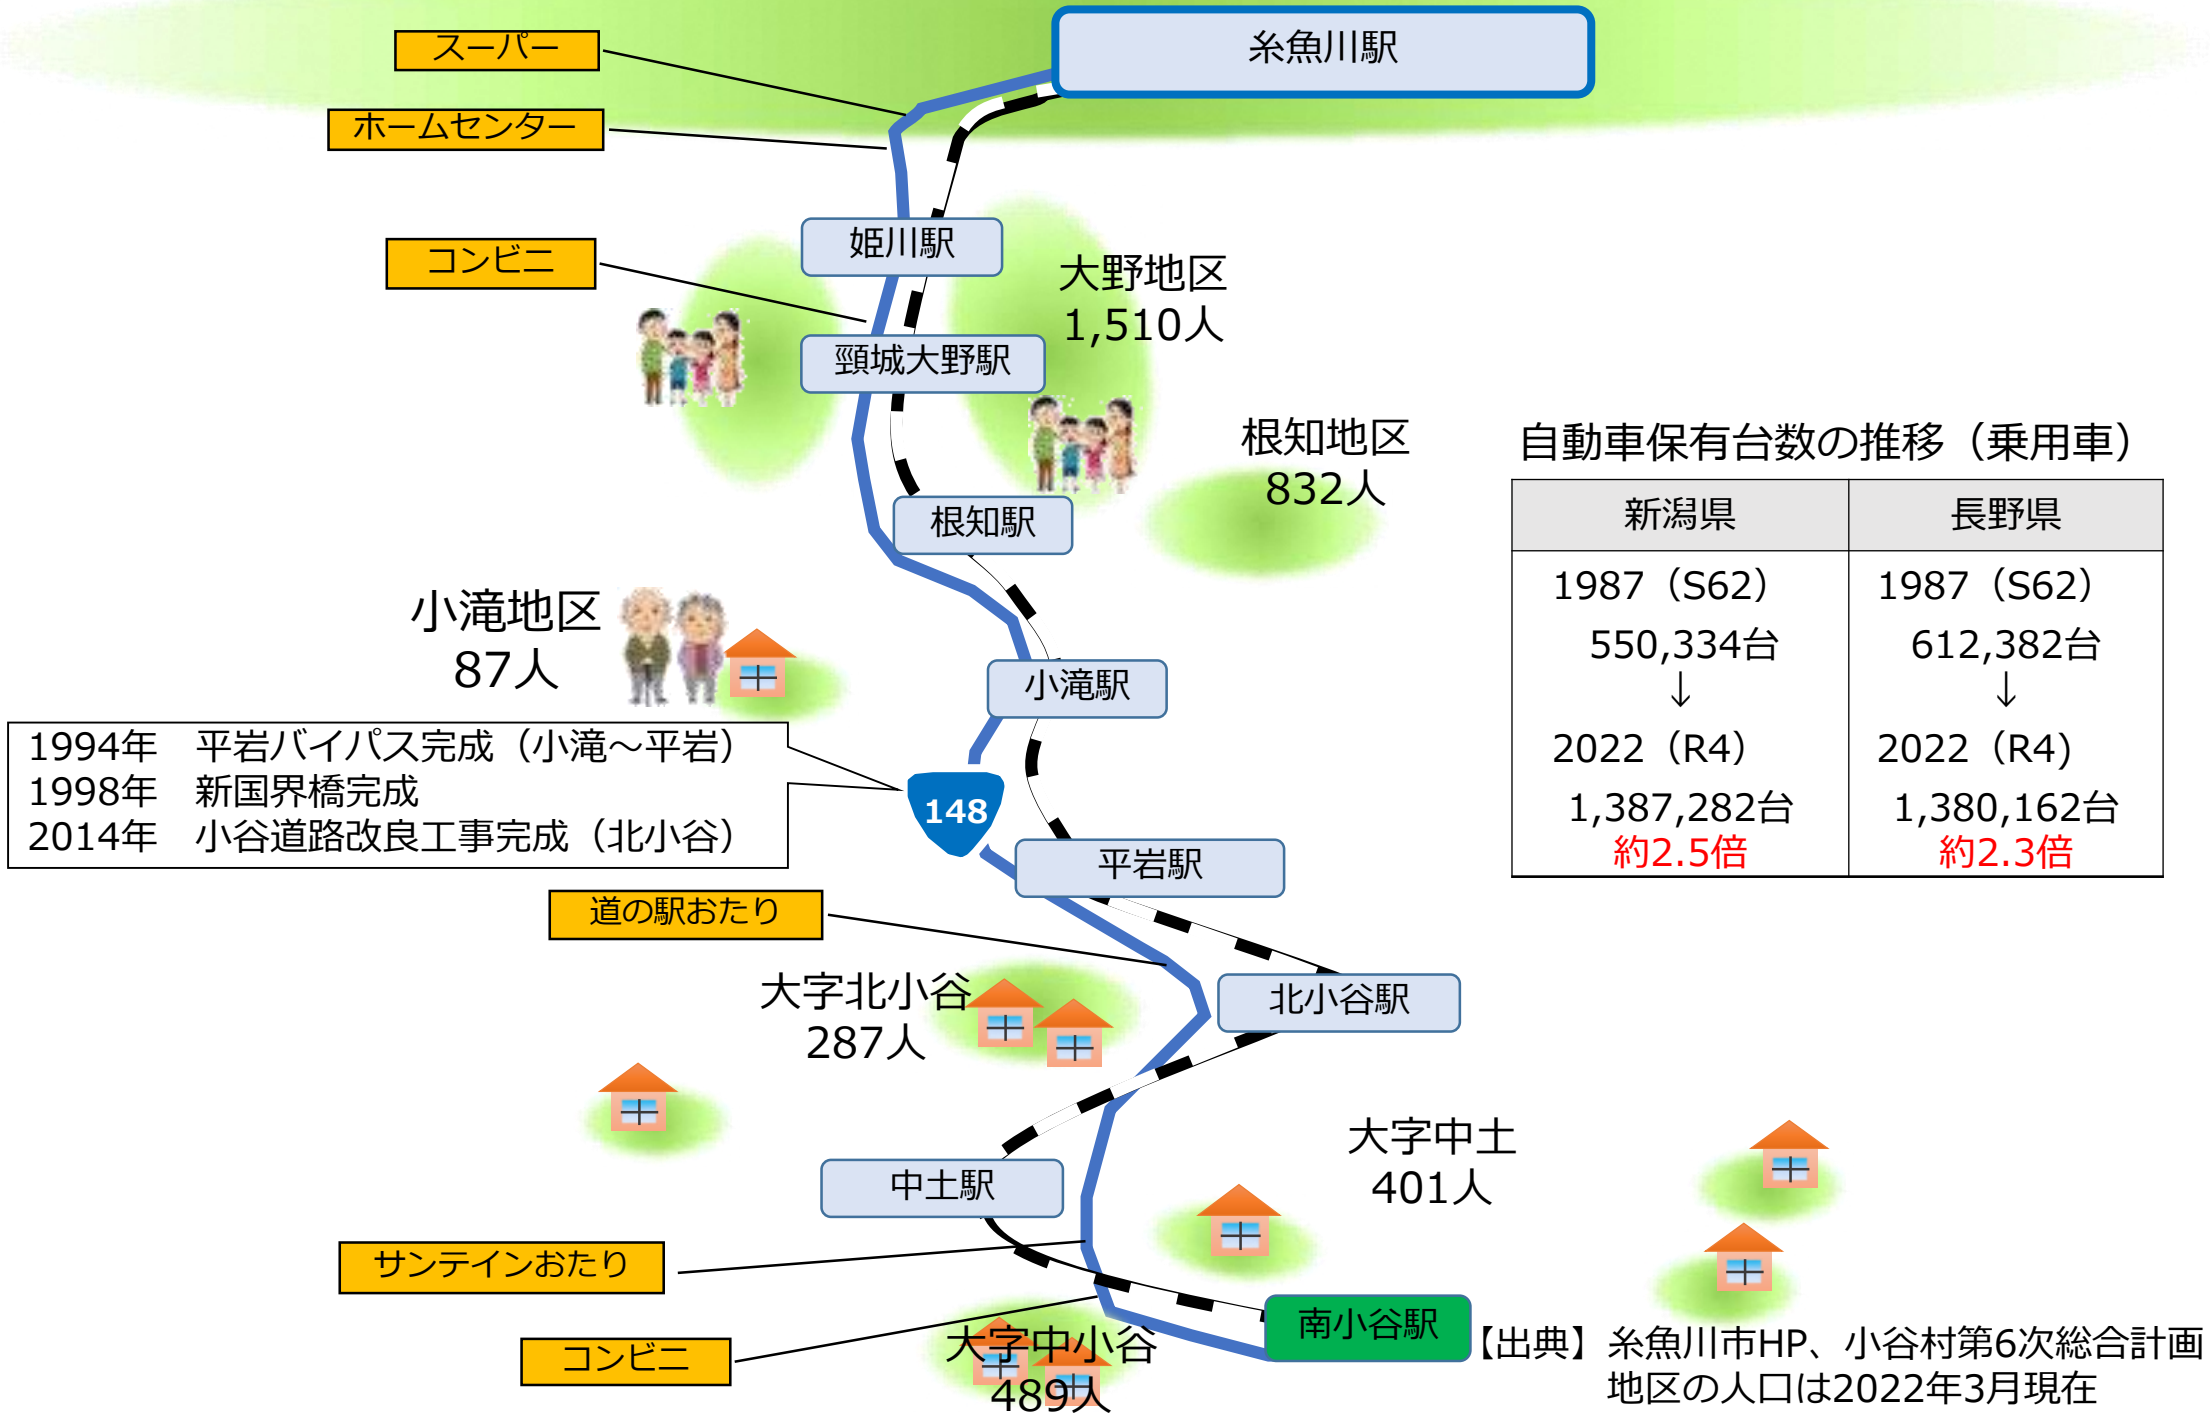 スーパー
糸魚川駅
ホームセンター
姫川駅
コンビニ
大野地区
1,510人
頸城大野駅
根知地区
832人
自動車保有台数の推移（乗用車）
新潟県
長野県
1987（S62）
550,334台
↓
2022（R4）
1,387,282台
約2.5倍
1987（S62）
612,382台
↓
2022（R4)
1,380,162台
約2.3倍
根知駅
小滝地区
87人
小滝駅
1994年　平岩バイパス完成（小滝～平岩）
1998年　新国界橋完成
2014年　小谷道路改良工事完成（北小谷）
148
平岩駅
道の駅おたり
大字北小谷
287人
北小谷駅
大字中土
401人
中土駅
サンテインおたり
南小谷駅
コンビニ
大字中小谷
489人
【出典】糸魚川市HP、小谷村第6次総合計画
地区の人口は2022年3月現在